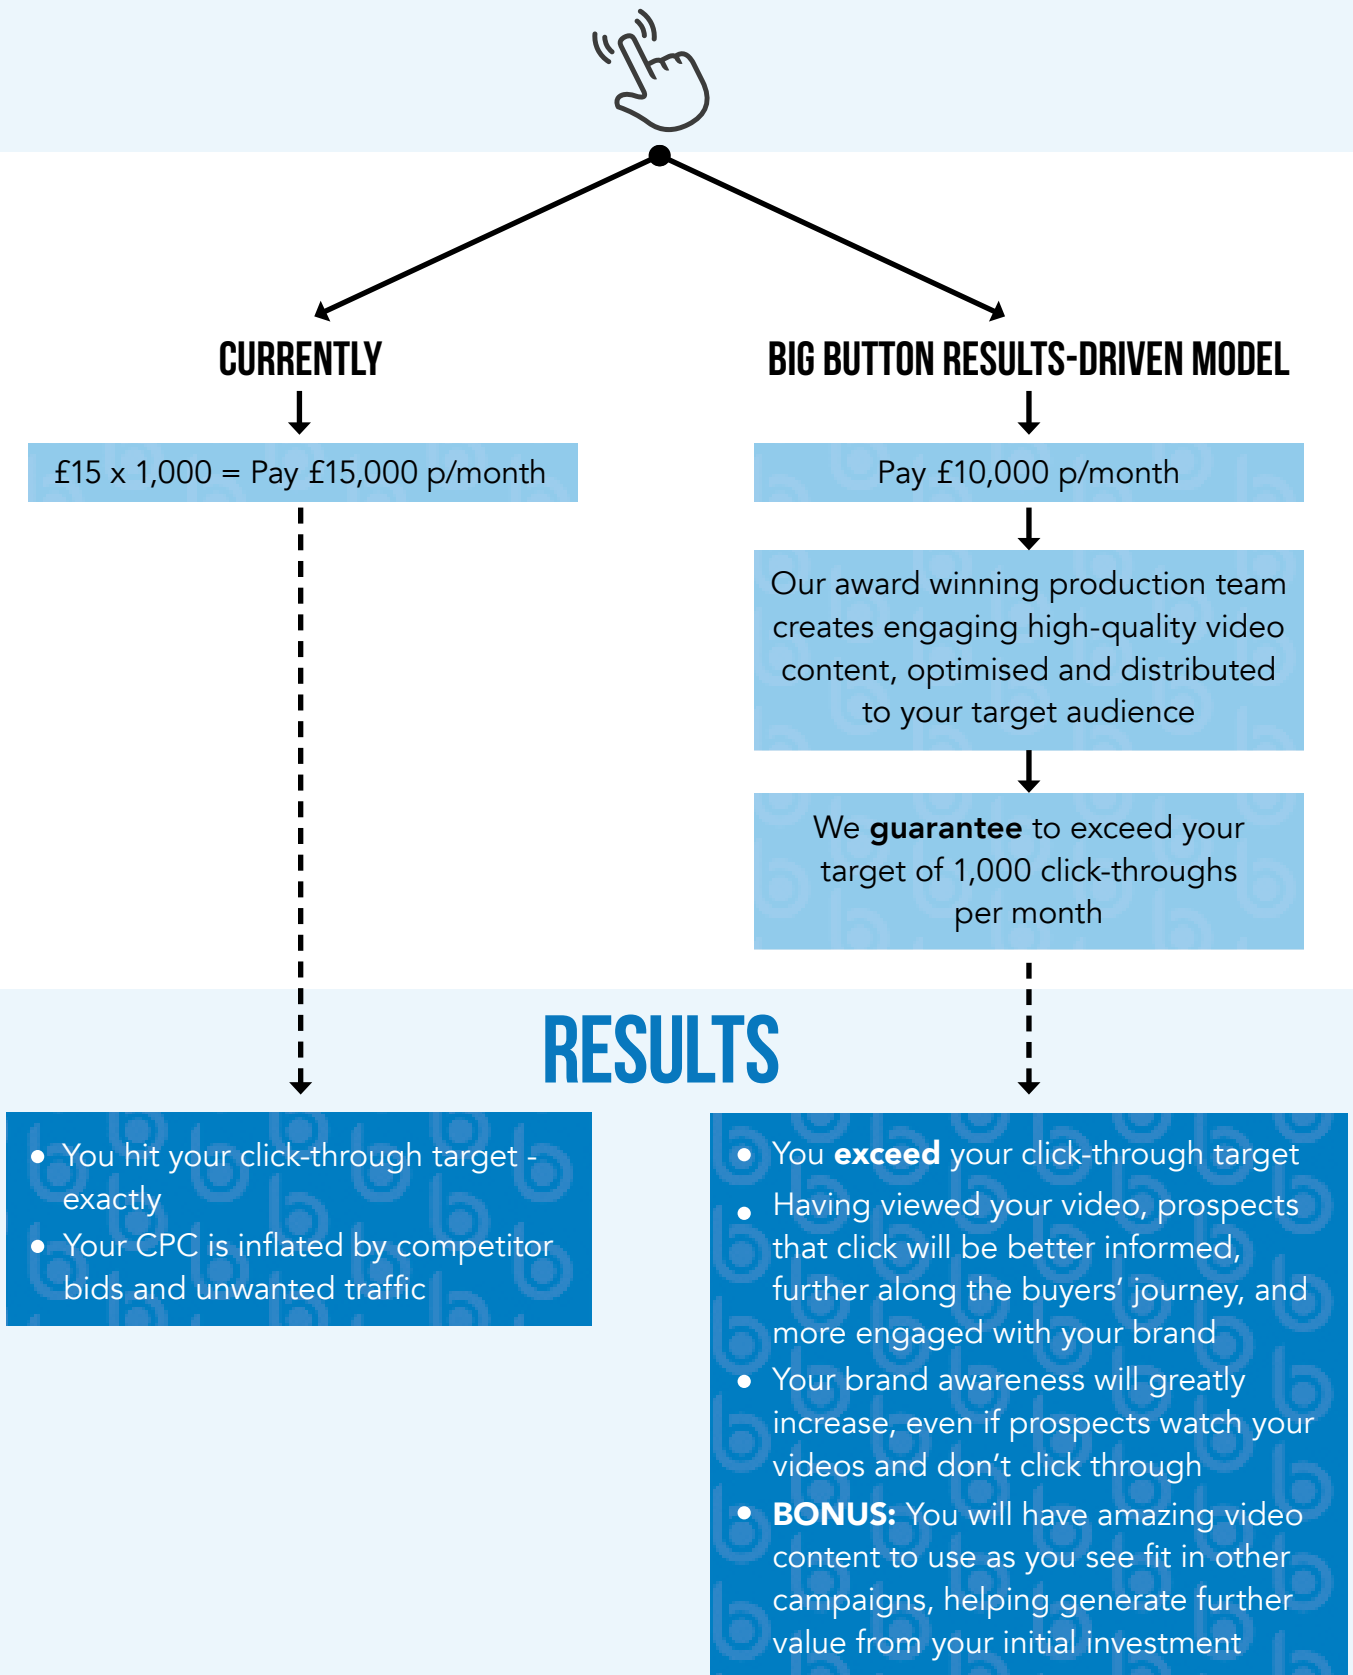 CURRENTLY
£15 x 1,000 = Pay £15,000 p/month
BIG BUTTON RESULTS-DRIVEN MODEL
Pay £10,000 p/month
Our award winning production team
creates engaging high-quality video
content, optimised and distributed
to your target audience
We guarantee to exceed your
target of 1,000 click-throughs
per month
RESULTS
• You hit your click-through target -
exactly
• Your CPC is inflated by competitor
bids and unwanted traffic
• You exceed your click-through target
• Having viewed your video, prospects
that click will be better informed,
further along the buyers’ journey, and
more engaged with your brand
• Your brand awareness will greatly
increase, even if prospects watch your
videos and don’t click through
• BONUS: You will have amazing video
content to use as you see fit in other
campaigns, helping generate further
value from your initial investment